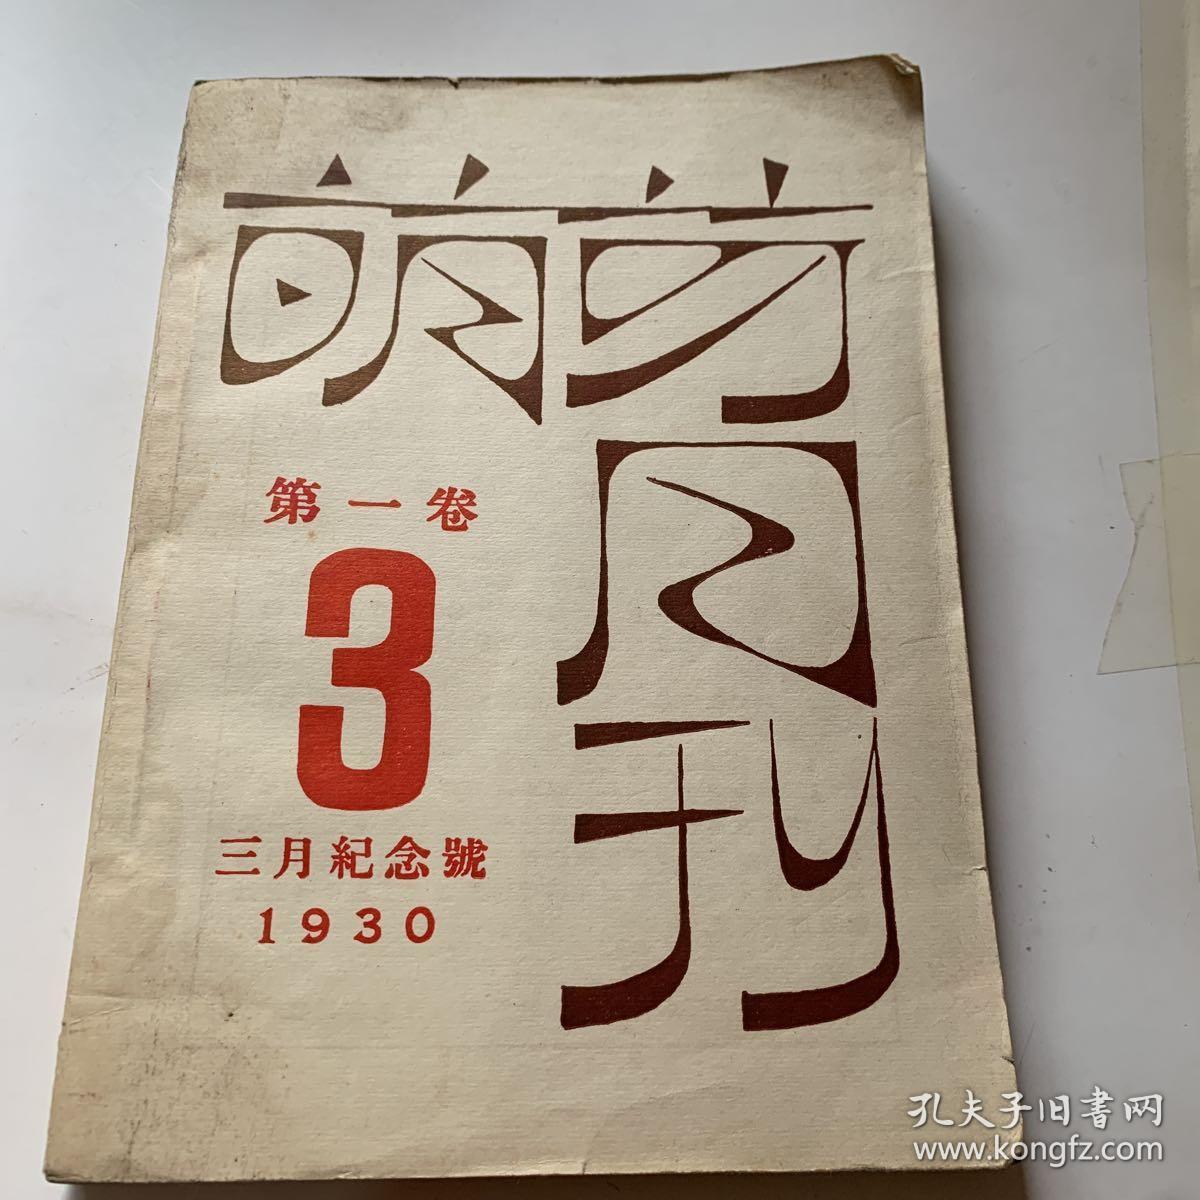 萌芽
月
刊
第一卷
3
三月紀念號
1930
孔夫子旧書网
www.kongfz.com